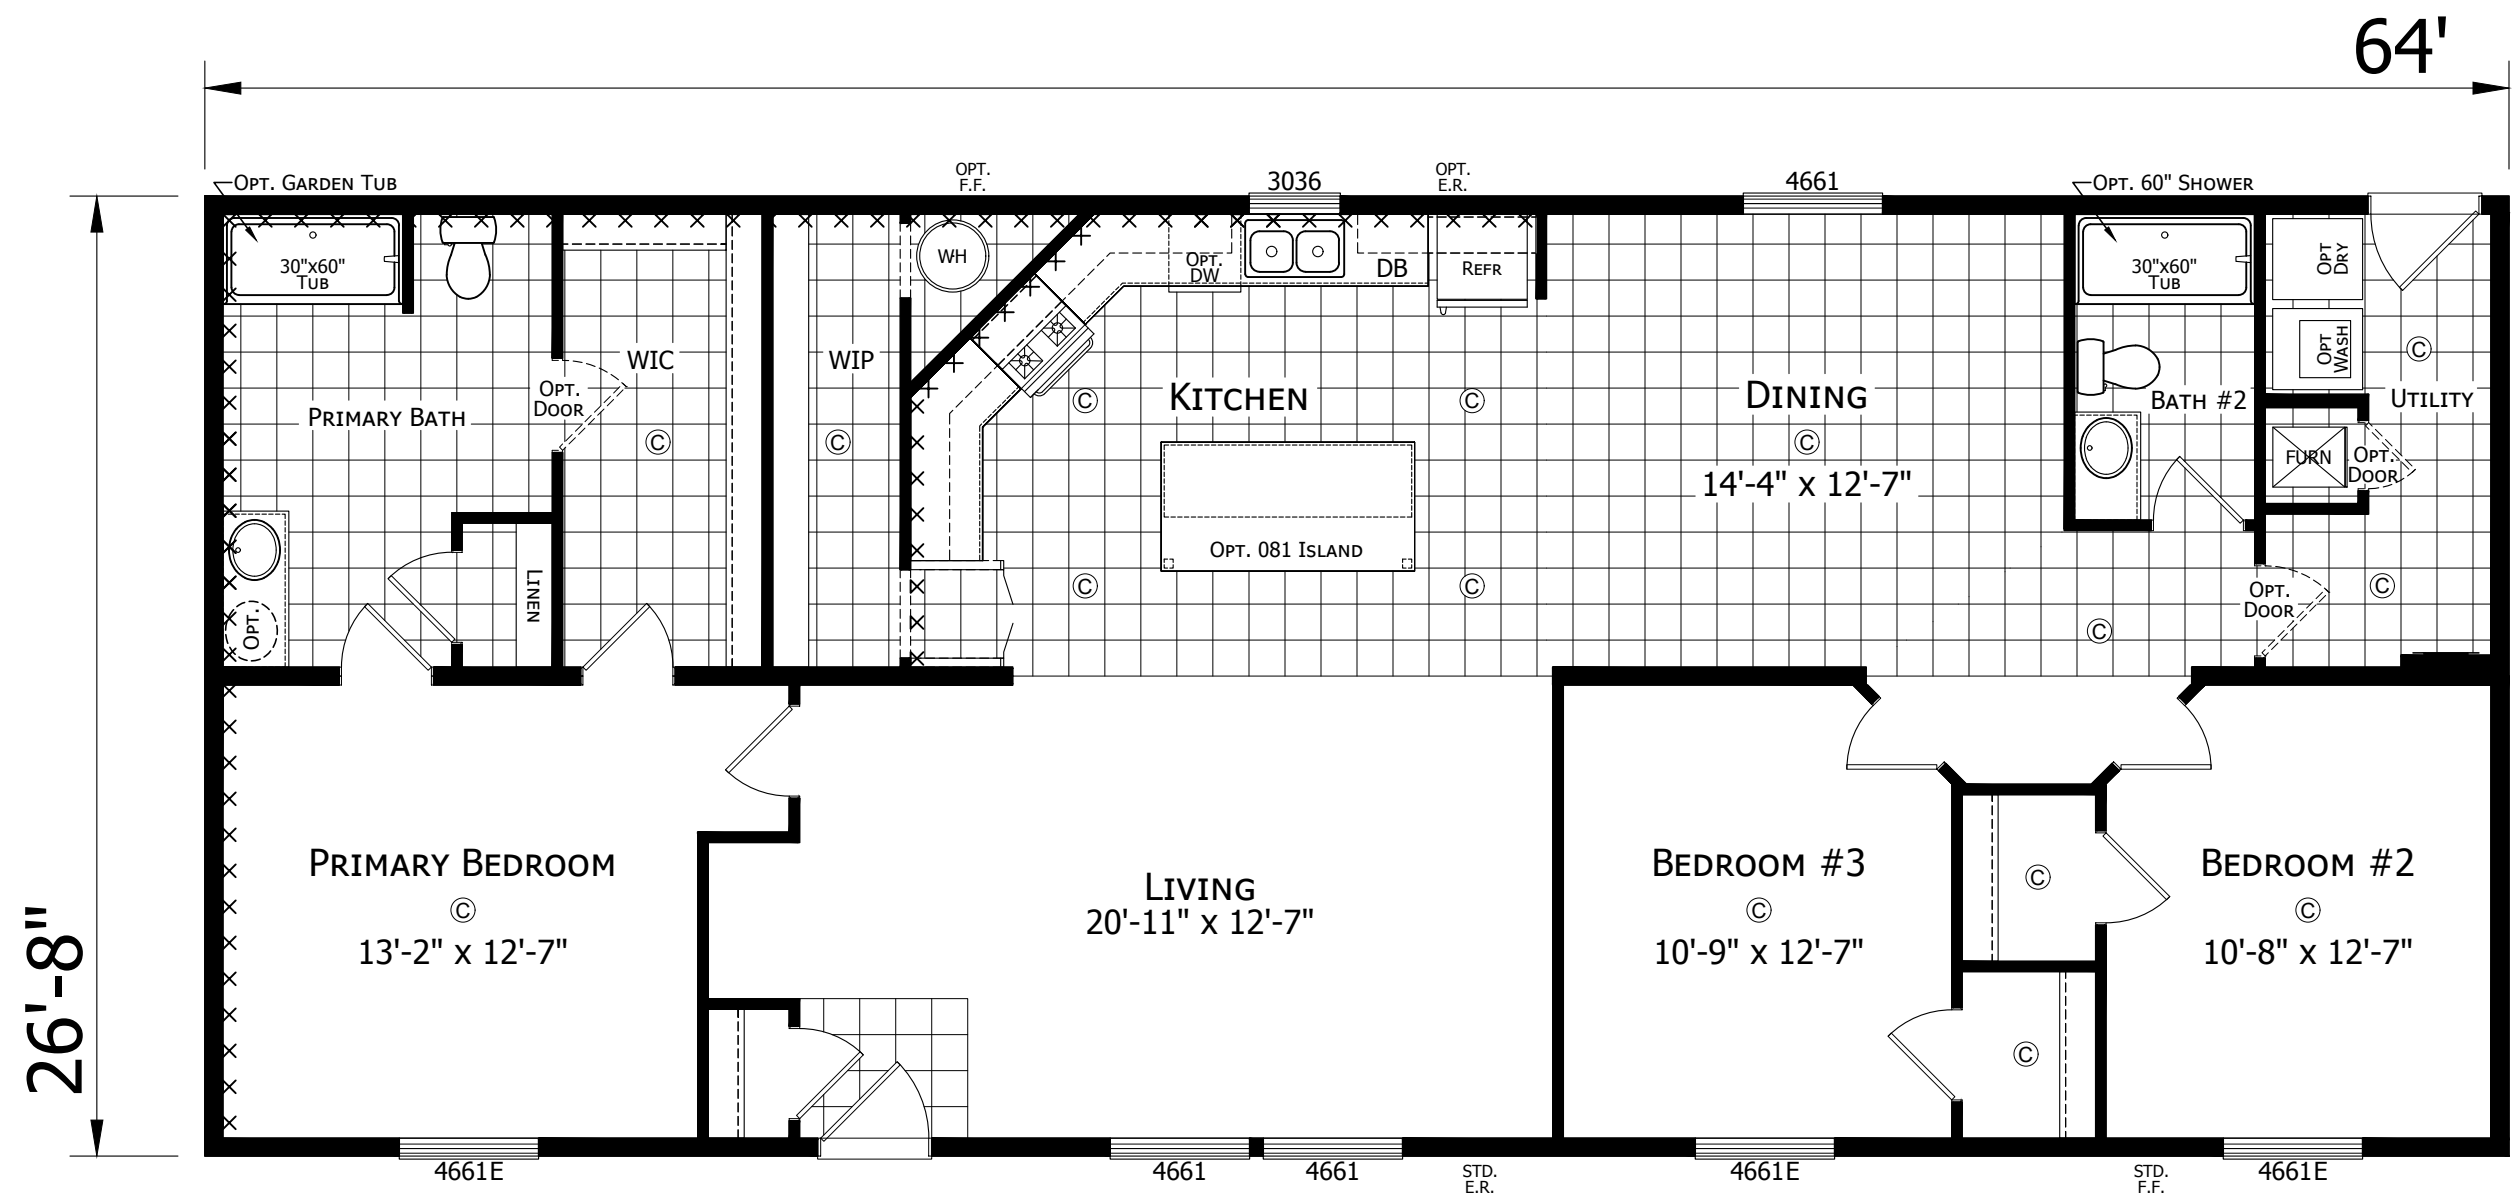 64'
26'-8"
OPT.
F.F.
3036
OPT.
E.R.
4661
OPT. GARDEN TUB
OPT. 60" SHOWER
30"x60"
TUB
WH
OPT.
DW
DB
REFR
30"x60"
TUB
OPT
DRY
OPT
WASH
WIC
WIP
OPT.
DOOR
PRIMARY BATH
KITCHEN
DINING
14'-4" X 12'-7"
BATH #2
UTILITY
FURN
OPT.
DOOR
OPT. 081 ISLAND
LINEN
OPT.
OPT.
DOOR
C
C
C
C
C
C
C
C
C
C
PRIMARY BEDROOM
C
13'-2" X 12'-7"
LIVING
20'-11" X 12'-7"
BEDROOM #3
C
10'-9" X 12'-7"
C
C
BEDROOM #2
C
10'-8" X 12'-7"
4661E
4661
4661
STD.
E.R.
4661E
STD.
F.F.
4661E